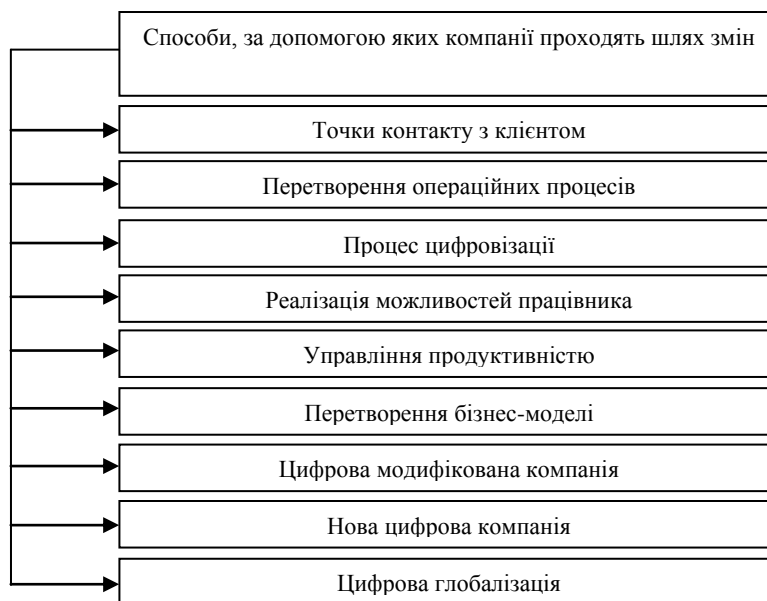 Способи, за допомогою яких компанії проходять шлях змін
Точки контакту з клієнтом
Перетворення операційних процесів
Процес цифровізації
Реалізація можливостей працівника
Управління продуктивністю
Перетворення бізнес-моделі
Цифрова модифікована компанія
Нова цифрова компанія
Цифрова глобалізація